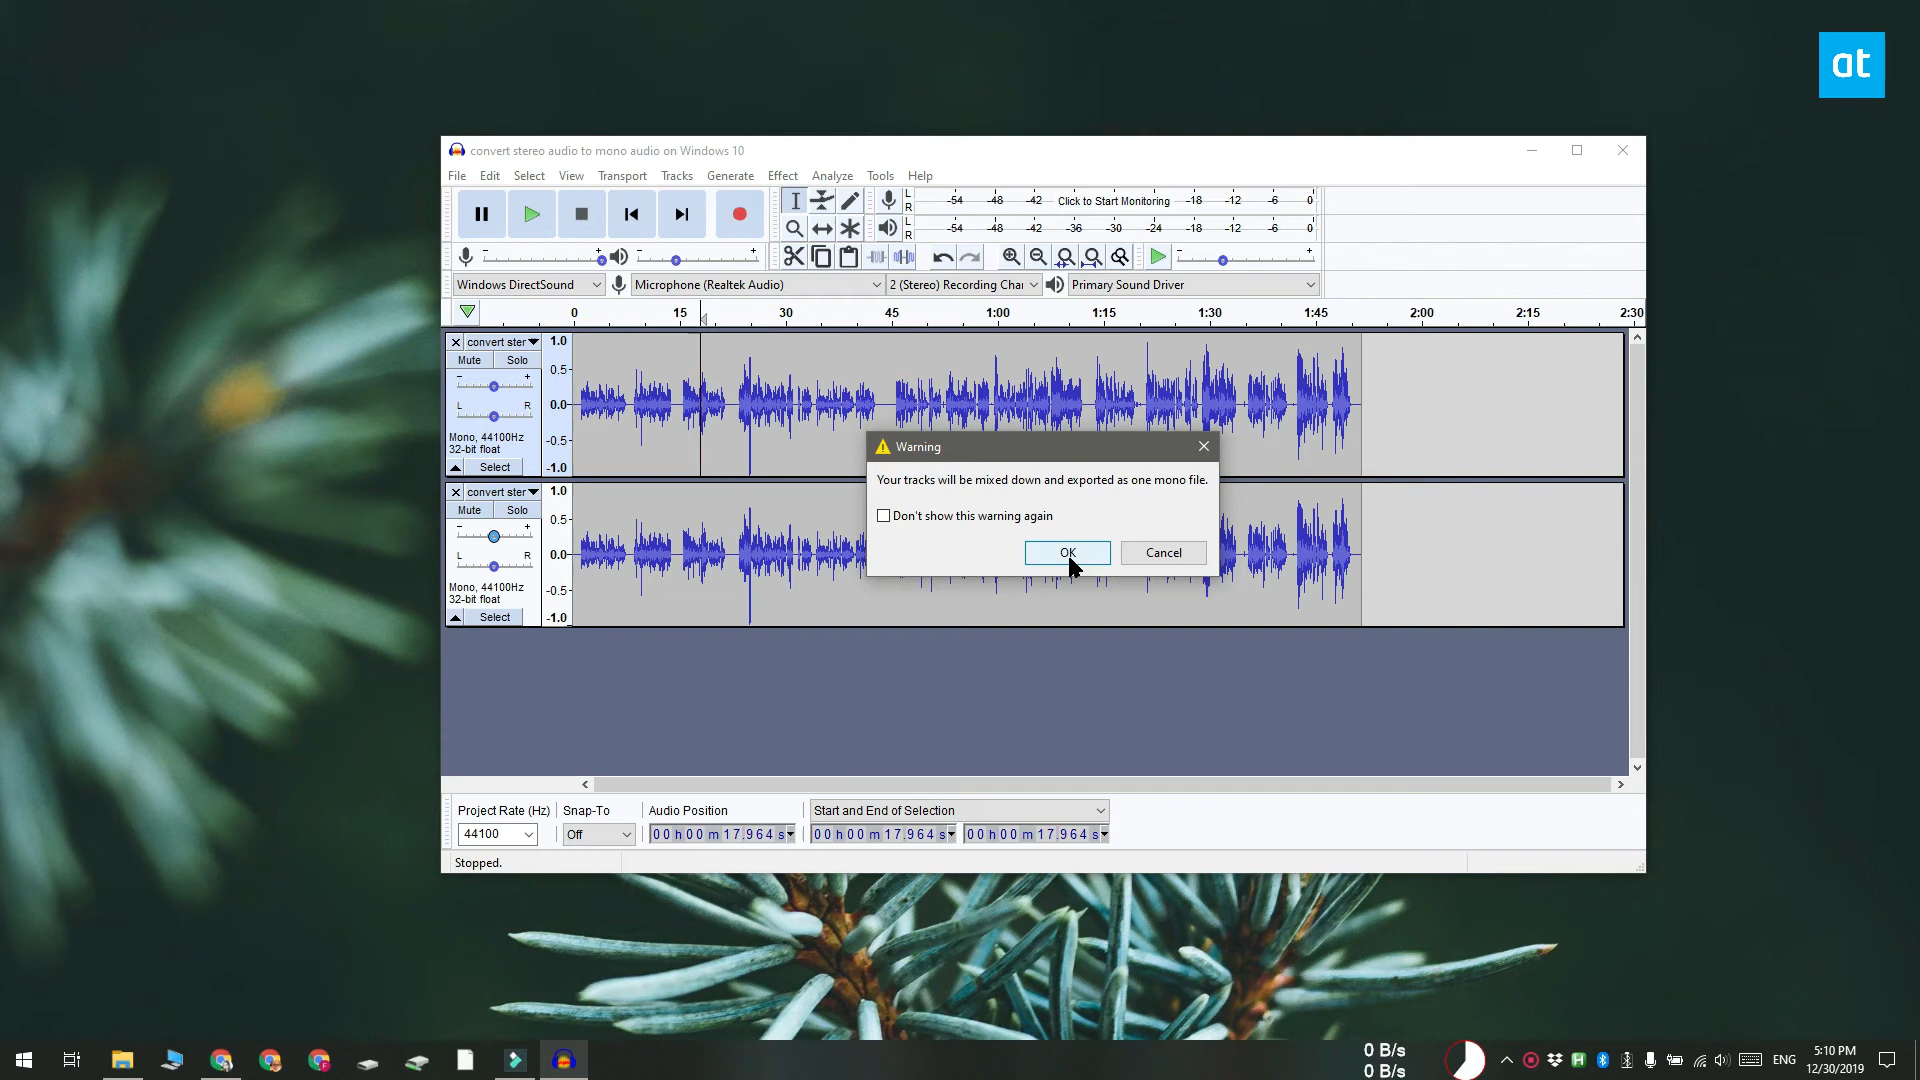 at
convert stereo audio to mono audio on Windows 10
File Edit Select View Transport Tracks Generate Effect Analyze Tools Help
L
R
-54 -48 -42 Click to Start Monitoring -18 -12 -6 0
L
R
-54 -48 -42 -36 -30 -24 -18 -12 -6 0
- + - + - +
Windows DirectSound Microphone (Realtek Audio) 2 (Stereo) Recording Chai Primary Sound Driver
0 15 30 45 1:00 1:15 1:30 1:45 2:00 2:15 2:30
convert ster
Mute Solo
- +
L R
Mono, 44100Hz
32-bit float
Select
1.0
0.5
0.0
-0.5
-1.0
convert ster
Mute Solo
- +
L R
Mono, 44100Hz
32-bit float
Select
1.0
0.5
0.0
-0.5
-1.0
Warning
Your tracks will be mixed down and exported as one mono file.
Don't show this warning again
OK Cancel
Project Rate (Hz) Snap-To Audio Position Start and End of Selection
44100 Off 00 h 00 m 17.964 s 00 h 00 m 17.964 s 00 h 00 m 17.964 s
Stopped.
0 B/s
0 B/s
ENG
5:10 PM
12/30/2019